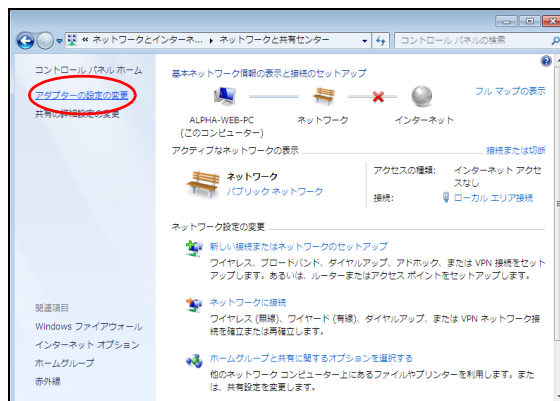 « ネットワークとインターネ... ▸ ネットワークと共有センター
コントロール パネルの検索
コントロール パネル ホーム
アダプターの設定の変更
共有の詳細設定の変更
基本ネットワーク情報の表示と接続のセットアップ
フル マップの表示
ALPHA-WEB-PC
(このコンピューター)
ネットワーク
インターネット
アクティブなネットワークの表示
接続または切断
ネットワーク
パブリック ネットワーク
アクセスの種類: インターネット アクセ
スなし
接続: ローカル エリア接続
ネットワーク設定の変更
新しい接続またはネットワークのセットアップ
ワイヤレス、ブロードバンド、ダイヤルアップ、アドホック、または VPN 接続をセット
アップします。あるいは、ルーターまたはアクセス ポイントをセットアップします。
ネットワークに接続
ワイヤレス (無線)、ワイヤード (有線)、ダイヤルアップ、または VPN ネットワーク接
続を確立または再確立します。
ホームグループと共有に関するオプションを選択する
他のネットワーク コンピューター上にあるファイルやプリンターを利用します。また
は、共有設定を変更します。
関連項目
Windows ファイアウォール
インターネット オプション
ホームグループ
赤外線